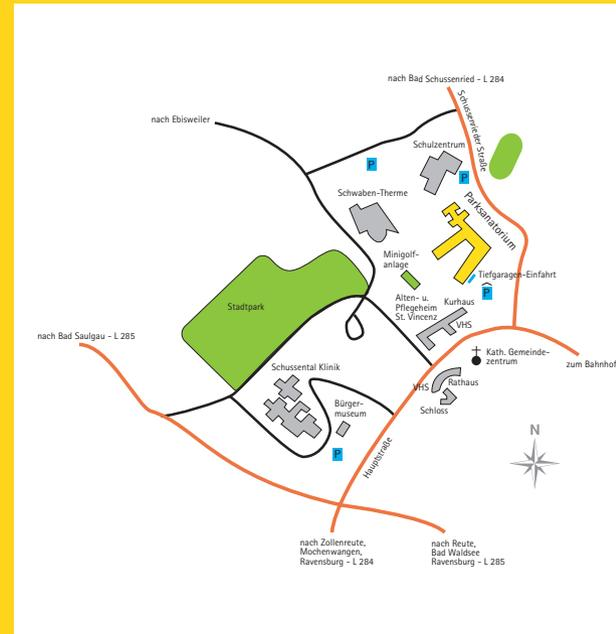 nach Bad Schussenried - L 284
Schussenrieder Straße
nach Ebisweiler
Schulzentrum
P
P
Schwaben-Therme
Parksanatorium
Minigolf-
anlage
Tiefgaragen-Einfahrt
P
Alten- u.
Pflegeheim
St. Vincenz
Kurhaus
VHS
Stadtpark
nach Bad Saulgau - L 285
Kath. Gemeinde-
zentrum
zum Bahnhof
Schussental Klinik
VHS
Rathaus
Schloss
Bürger-
museum
P
Hauptstraße
N
nach Zollenreute,
Mochenwangen,
Ravensburg - L 284
nach Reute,
Bad Waldsee
Ravensburg - L 285